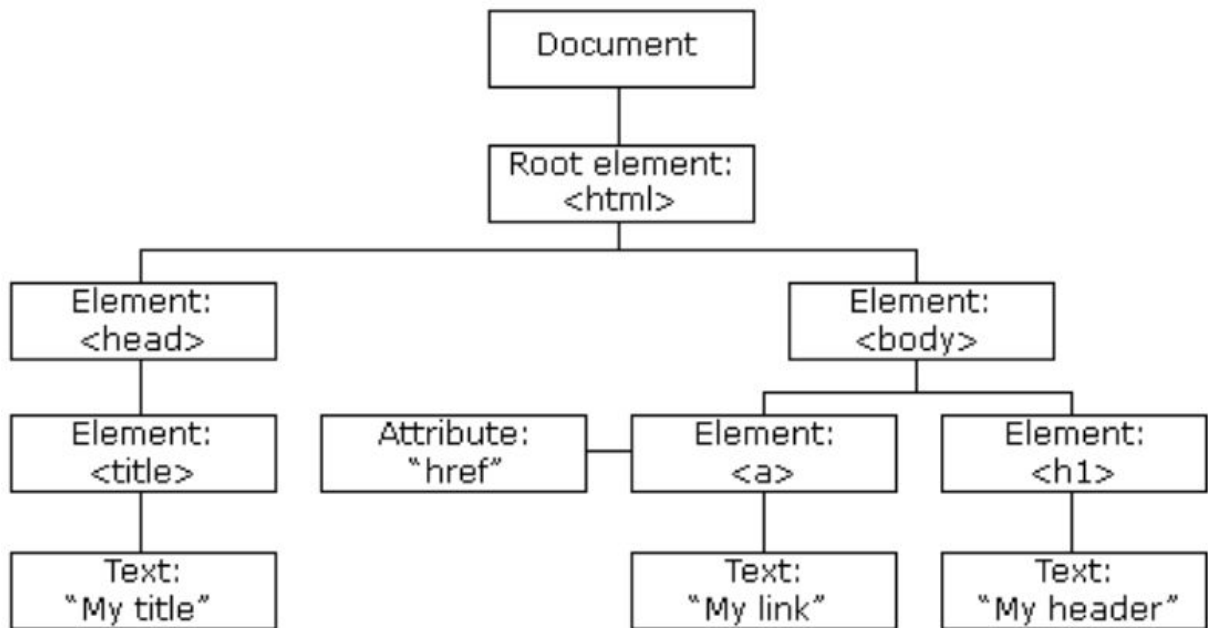 Document
Root element:
<html>
Element:
<head>
Element:
<body>
Element:
<title>
Attribute:
“href”
Element:
<a>
Element:
<h1>
Text:
“My title”
Text:
“My link”
Text:
“My header”